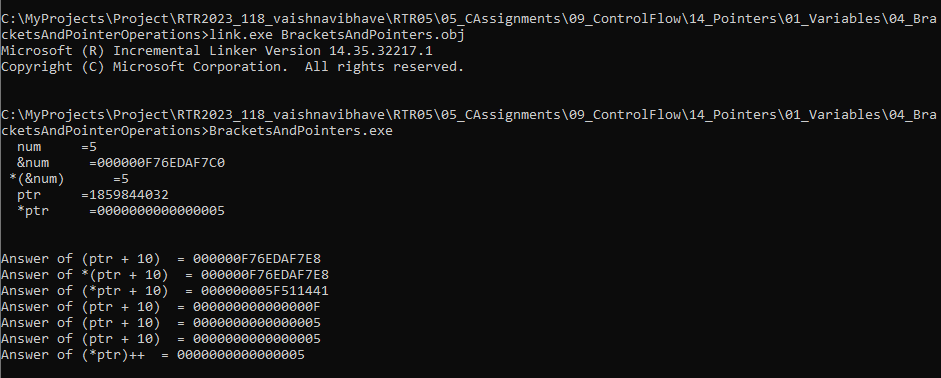 C:\MyProjects\Project\RTR2023_118_vaishnavibhave\RTR05\05_CAssignments\09_ControlFlow\14_Pointers\01_Variables\04_Bra
cketsAndPointerOperations>link.exe BracketsAndPointers.obj
Microsoft (R) Incremental Linker Version 14.35.32217.1
Copyright (C) Microsoft Corporation.  All rights reserved.
C:\MyProjects\Project\RTR2023_118_vaishnavibhave\RTR05\05_CAssignments\09_ControlFlow\14_Pointers\01_Variables\04_Bra
cketsAndPointerOperations>BracketsAndPointers.exe
  num     =5
  &num     =000000F76EDAF7C0
 *(&num)      =5
  ptr     =1859844032
  *ptr     =0000000000000005
Answer of (ptr + 10)  = 000000F76EDAF7E8
Answer of *(ptr + 10)  = 000000F76EDAF7E8
Answer of (*ptr + 10)  = 000000005F511441
Answer of (ptr + 10)  = 000000000000000F
Answer of (ptr + 10)  = 0000000000000005
Answer of (ptr + 10)  = 0000000000000005
Answer of (*ptr)++  = 0000000000000005